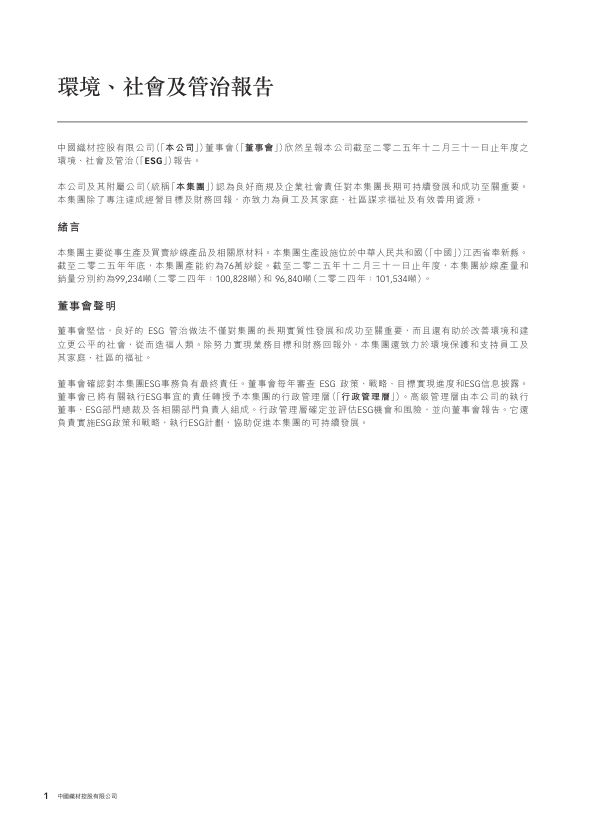 環境、社會及管治報告
中國織材控股有限公司(「本公司」)董事會(「董事會」)欣然呈報本公司截至二零二五年十二月三十一日止年度之
環境、社會及管治(「ESG」)報告。
本公司及其附屬公司(統稱「本集團」)認為良好商規及企業社會責任對本集團長期可持續發展和成功至關重要。
本集團除了專注達成經營目標及財務回報，亦致力為員工及其家庭、社區謀求福祉及有效善用資源。
緒言
本集團主要從事生產及買賣紗線產品及相關原材料。本集團生產設施位於中華人民共和國(「中國」)江西省奉新縣。
截至二零二五年年底，本集團產能約為76萬紗錠。截至二零二五年十二月三十一日止年度，本集團紗線產量和
銷量分別約為99,234噸(二零二四年：100,828噸)和 96,840噸(二零二四年：101,534噸)。
董事會聲明
董事會堅信，良好的 ESG 管治做法不僅對集團的長期實質性發展和成功至關重要，而且還有助於改善環境和建
立更公平的社會，從而造福人類。除努力實現業務目標和財務回報外，本集團還致力於環境保護和支持員工及
其家庭、社區的福祉。
董事會確認對本集團ESG事務負有最終責任。董事會每年審查 ESG 政策，戰略、目標實現進度和ESG信息披露。
董事會已將有關執行ESG事宜的責任轉授予本集團的行政管理層(「行政管理層」)。高級管理層由本公司的執行
董事、ESG部門總裁及各相關部門負責人組成。行政管理層確定並評估ESG機會和風險，並向董事會報告。它還
負責實施ESG政策和戰略，執行ESG計劃，協助促進本集團的可持續發展。
1 中國織材控股有限公司